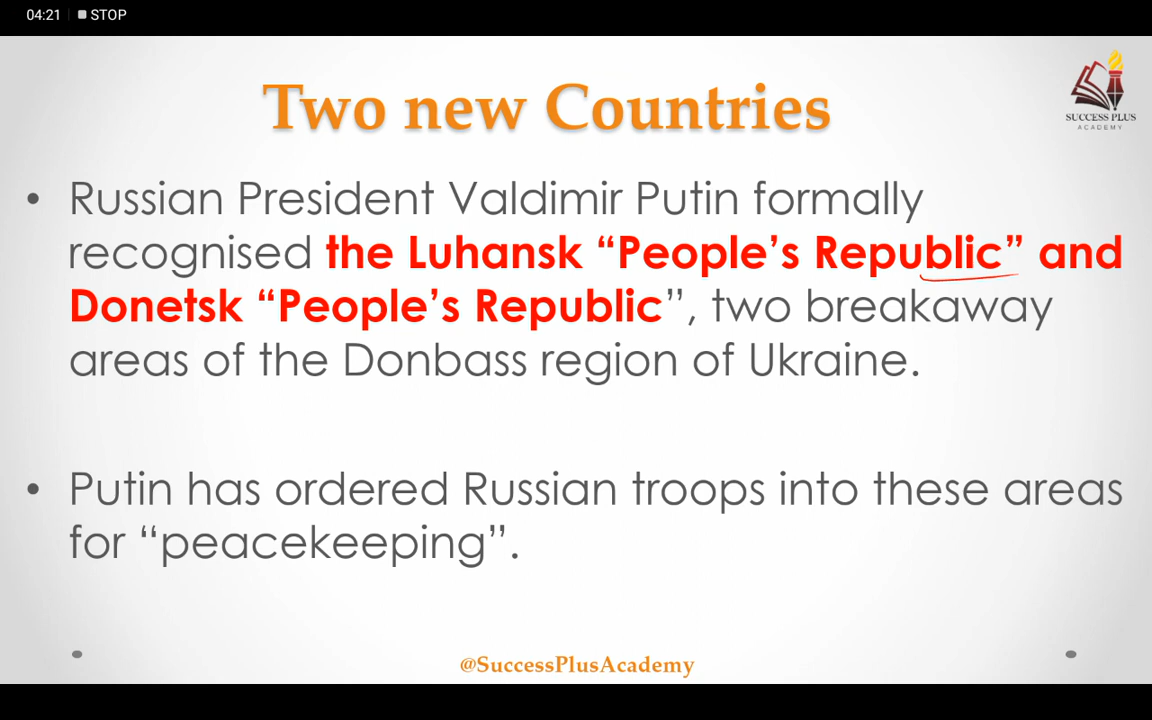 04:21 STOP
Two new Countries
SUCCESS PLUS
ACADEMY
• Russian President Valdimir Putin formally
recognised the Luhansk “People’s Republic” and
Donetsk “People’s Republic”, two breakaway
areas of the Donbass region of Ukraine.
• Putin has ordered Russian troops into these areas
for “peacekeeping”.
@SuccessPlusAcademy